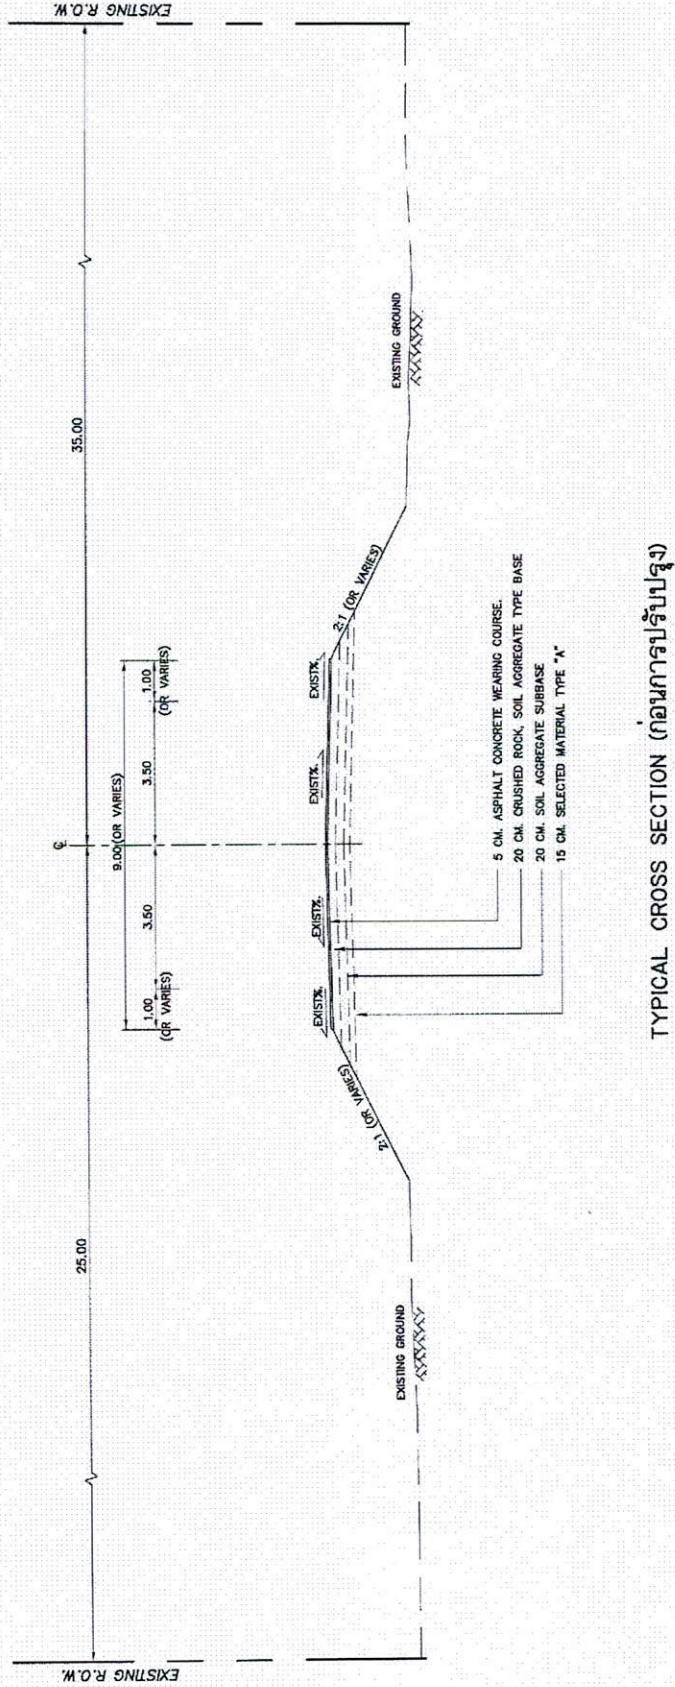 EXISTING R.O.W.
EXISTING R.O.W.
25.00
35.00
℄
9.00 (OR VARIES)
1.00
(OR VARIES)
3.50
3.50
1.00
(OR VARIES)
EXIST%.
EXIST%.
EXIST%.
EXIST%.
2:1 (OR VARIES)
2:1 (OR VARIES)
EXISTING GROUND
EXISTING GROUND
5 CM. ASPHALT CONCRETE WEARING COURSE.
20 CM. CRUSHED ROCK, SOIL AGGREGATE TYPE BASE
20 CM. SOIL AGGREGATE SUBBASE
15 CM. SELECTED MATERIAL TYPE "A"
TYPICAL CROSS SECTION (ก่อนการปรับปรุง)